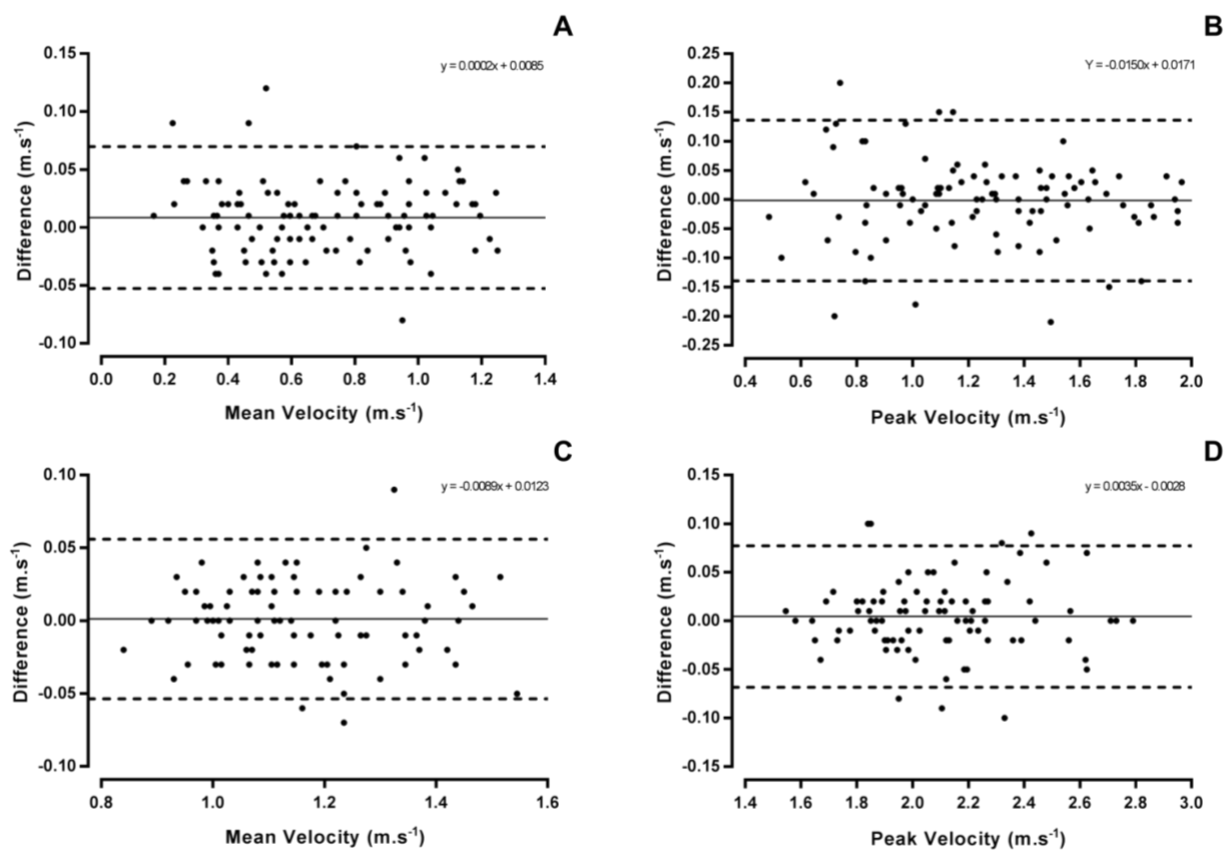 A
y = 0.0002x + 0.0085
0.15
0.10
0.05
0.00
-0.05
-0.10
Difference (m.s⁻¹)
0.0 0.2 0.4 0.6 0.8 1.0 1.2 1.4
Mean Velocity (m.s⁻¹)
B
Y = -0.0150x + 0.0171
0.25
0.20
0.15
0.10
0.05
0.00
-0.05
-0.10
-0.15
-0.20
-0.25
Difference (m.s⁻¹)
0.4 0.6 0.8 1.0 1.2 1.4 1.6 1.8 2.0
Peak Velocity (m.s⁻¹)
C
y = -0.0089x + 0.0123
0.10
0.05
0.00
-0.05
-0.10
Difference (m.s⁻¹)
0.8 1.0 1.2 1.4 1.6
Mean Velocity (m.s⁻¹)
D
y = 0.0035x - 0.0028
0.15
0.10
0.05
0.00
-0.05
-0.10
-0.15
Difference (m.s⁻¹)
1.4 1.6 1.8 2.0 2.2 2.4 2.6 2.8 3.0
Peak Velocity (m.s⁻¹)